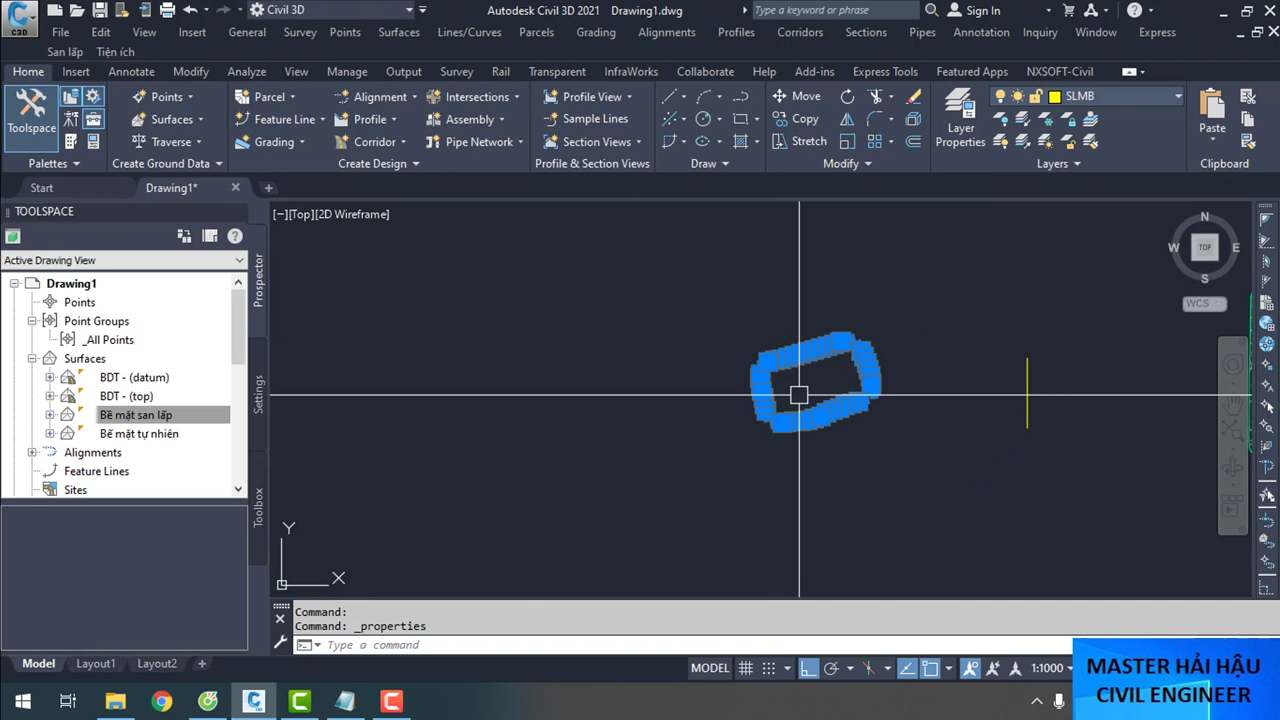 C3D
Civil 3D
Autodesk Civil 3D 2021 Drawing1.dwg
Type a keyword or phrase
Sign In
File Edit View Insert General Survey Points Surfaces Lines/Curves Parcels Grading Alignments Profiles Corridors Sections Pipes Annotation Inquiry Window Express
San lấp Tiện ích
Home Insert Annotate Modify Analyze View Manage Output Survey Rail Transparent InfraWorks Collaborate Help Add-ins Express Tools Featured Apps NXSOFT-Civil
Points Parcel Alignment Intersections Profile View Move SLMB
Surfaces Feature Line Profile Assembly Sample Lines Copy
Toolspace Traverse Grading Corridor Pipe Network Section Views Stretch Layer Properties Paste
Palettes Create Ground Data Create Design Profile & Section Views Draw Modify Layers Clipboard
Start Drawing1*
TOOLSPACE
[−][Top][2D Wireframe]
Active Drawing View
Drawing1
Points
Point Groups
_All Points
Surfaces
BDT - (datum)
BDT - (top)
Bề mặt san lấp
Bề mặt tự nhiên
Alignments
Feature Lines
Sites
Prospector
Settings
Toolbox
N
W TOP E
S
WCS
Y
X
Command:
Command: _properties
Type a command
Model Layout1 Layout2
MODEL 1:1000
MASTER HẢI HẬU
CIVIL ENGINEER